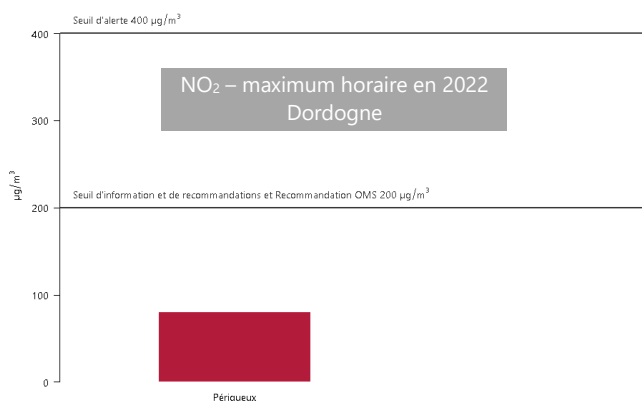 Seuil d'alerte 400 µg/m³
400
NO₂ – maximum horaire en 2022
Dordogne
300
µg/m³
Seuil d'information et de recommandations et Recommandation OMS 200 µg/m³
200
100
0
Périgueux